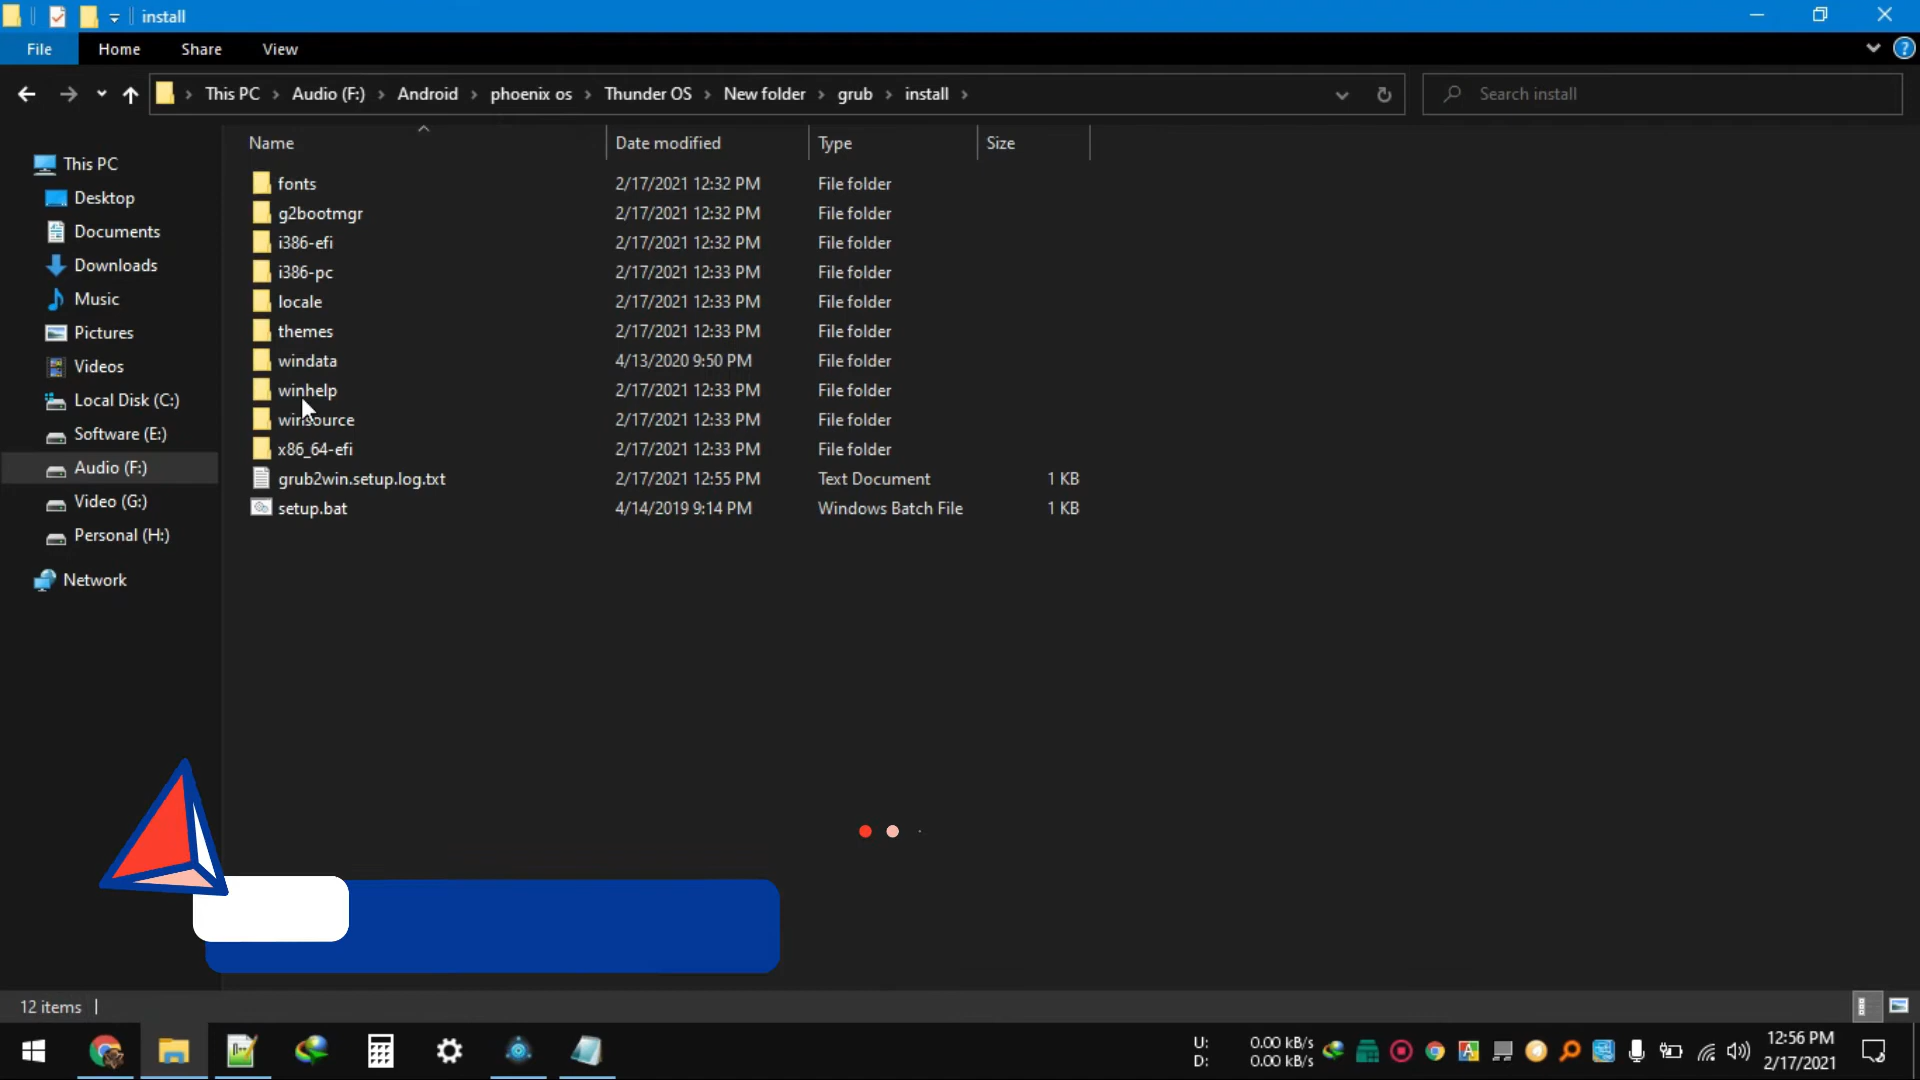 install
File Home Share View
This PC Audio (F:) Android phoenix os Thunder OS New folder grub install
Search install
Name Date modified Type Size
This PC
Desktop
Documents
Downloads
Music
Pictures
Videos
Local Disk (C:)
Software (E:)
Audio (F:)
Video (G:)
Personal (H:)
Network
fonts 2/17/2021 12:32 PM File folder
g2bootmgr 2/17/2021 12:32 PM File folder
i386-efi 2/17/2021 12:32 PM File folder
i386-pc 2/17/2021 12:33 PM File folder
locale 2/17/2021 12:33 PM File folder
themes 2/17/2021 12:33 PM File folder
windata 4/13/2020 9:50 PM File folder
winhelp 2/17/2021 12:33 PM File folder
winsource 2/17/2021 12:33 PM File folder
x86_64-efi 2/17/2021 12:33 PM File folder
grub2win.setup.log.txt 2/17/2021 12:55 PM Text Document 1 KB
setup.bat 4/14/2019 9:14 PM Windows Batch File 1 KB
12 items
U: 0.00 kB/s
D: 0.00 kB/s
12:56 PM
2/17/2021